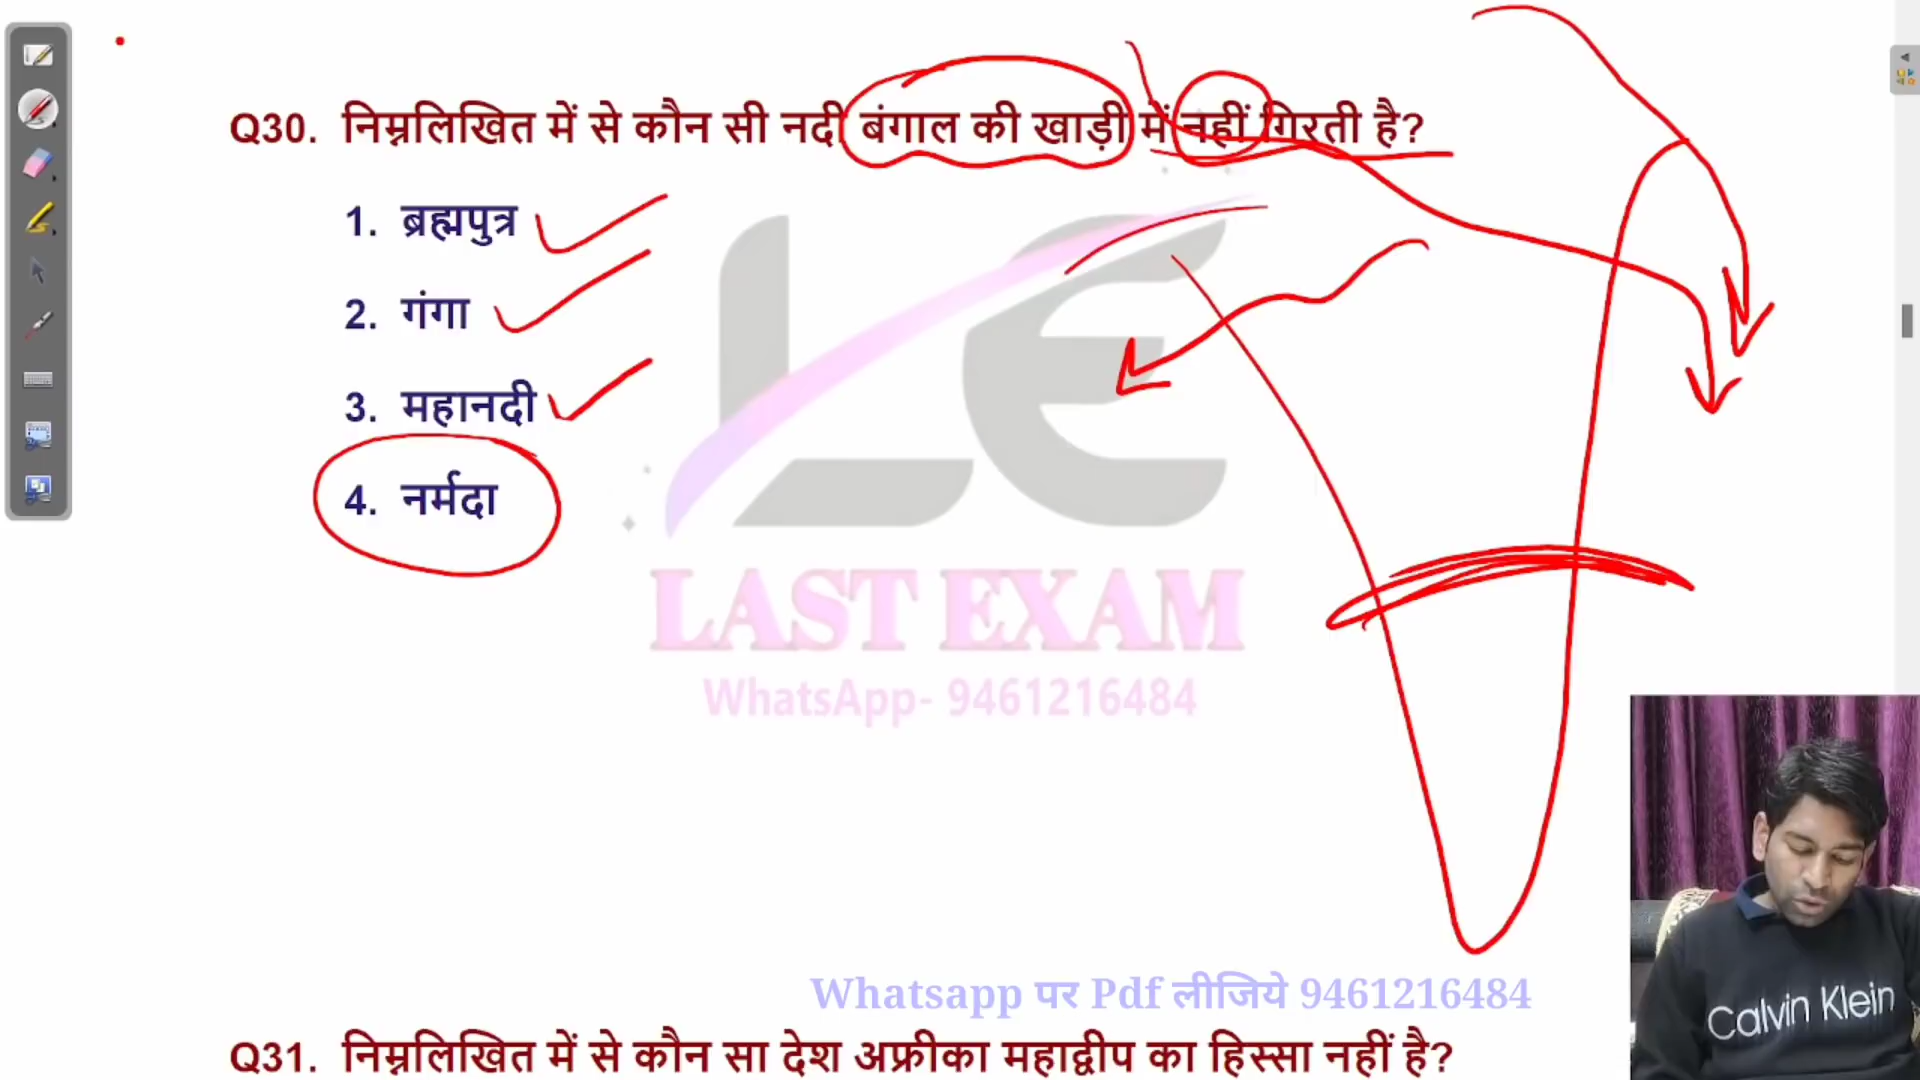 Q30. निम्नलिखित में से कौन सी नदी बंगाल की खाड़ी में नहीं गिरती है?
1. ब्रह्मपुत्र
2. गंगा
3. महानदी
4. नर्मदा
LE
LAST EXAM
WhatsApp- 9461216484
Calvin Klein
Whatsapp पर Pdf लीजिये 9461216484
Q31. निम्नलिखित में से कौन सा देश अफ्रीका महाद्वीप का हिस्सा नहीं है?